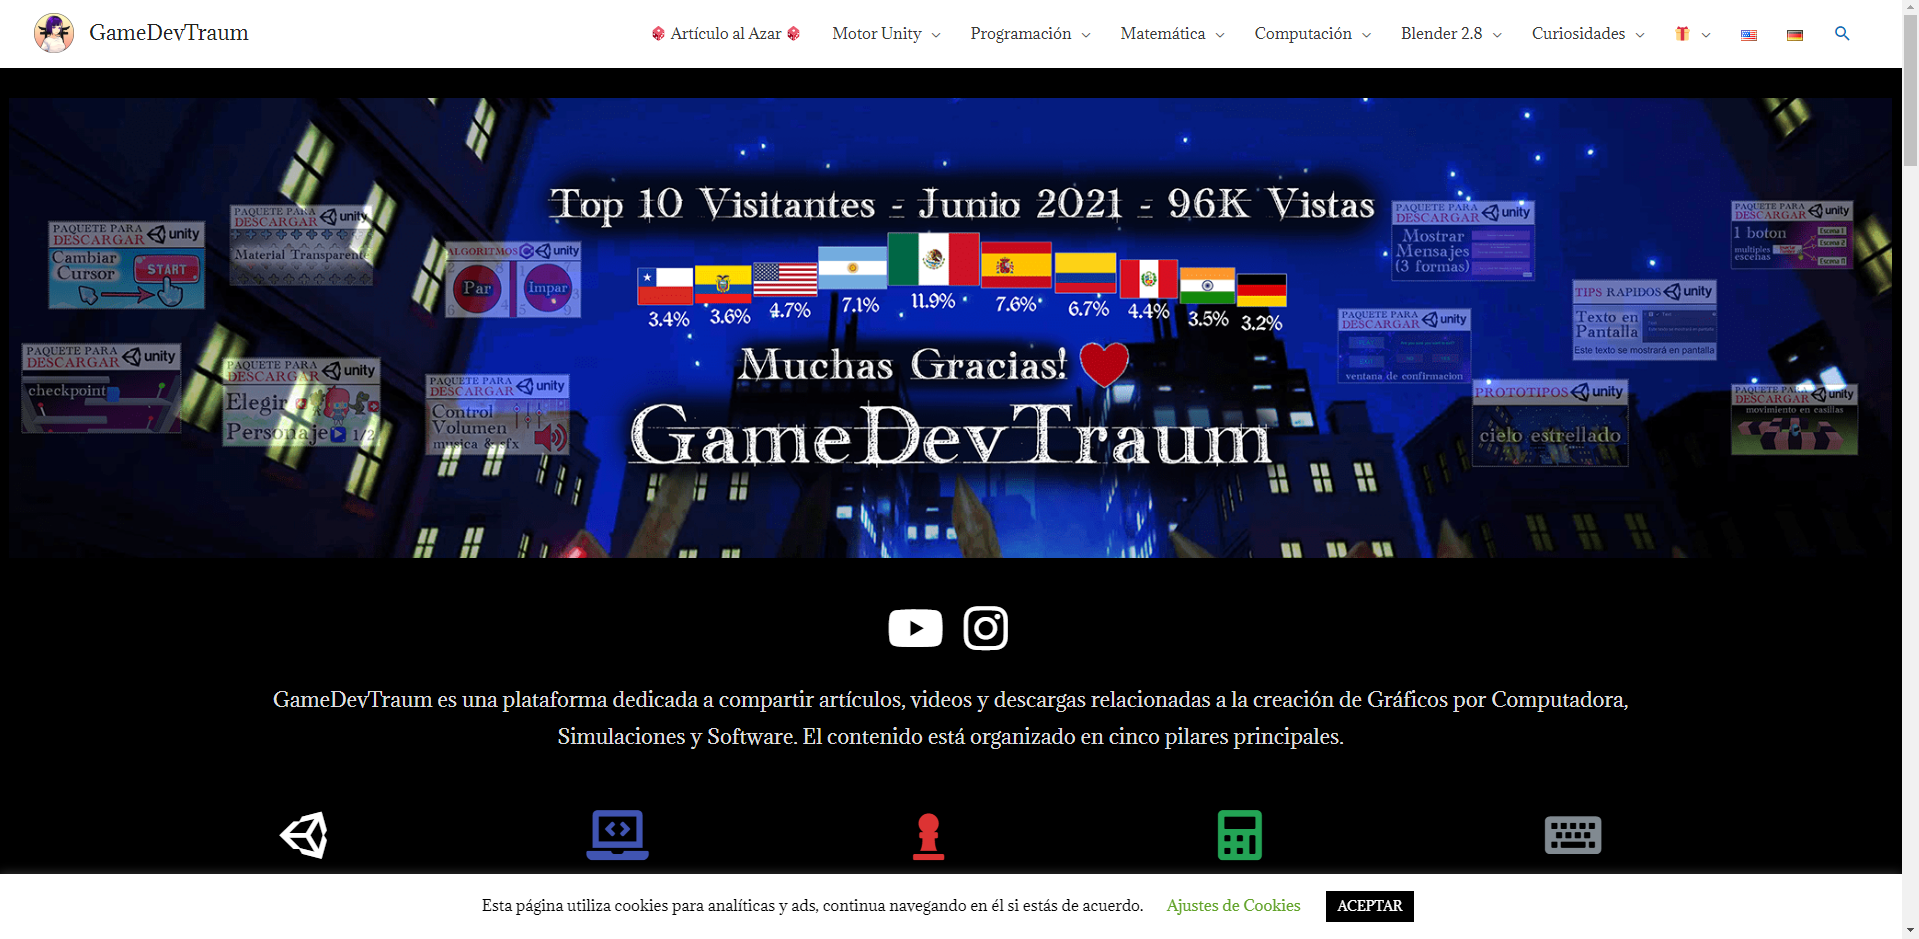 GameDevTraum
Artículo al Azar
Motor Unity
Programación
Matemática
Computación
Blender 2.8
Curiosidades
Top 10 Visitantes - Junio 2021 - 96K Vistas
3.4%
3.6%
4.7%
7.1%
11.9%
7.6%
6.7%
4.4%
3.5%
3.2%
Muchas Gracias!
GameDevTraum
PAQUETE PARA
DESCARGAR unity
Cambiar
Cursor
START
PAQUETE PARA
DESCARGAR unity
Material Transparente
ALGORITMOS unity
Par
Impar
PAQUETE PARA
DESCARGAR unity
checkpoint
PAQUETE PARA
DESCARGAR unity
Elegir
Personaje 1/2
PAQUETE PARA
DESCARGAR unity
Control
Volumen
musica & sfx
PAQUETE PARA
DESCARGAR unity
Mostrar
Mensajes
(3 formas)
PAQUETE PARA
DESCARGAR unity
1 boton
multiples
escenas
Escena 1
Escena 2
Escena n
TIPS RAPIDOS unity
Texto en
Pantalla
Este texto se mostrará en pantalla
PAQUETE PARA
DESCARGAR unity
ventana de confirmacion
PROTOTIPOS unity
cielo estrellado
PAQUETE PARA
DESCARGAR unity
movimiento en casillas
GameDevTraum es una plataforma dedicada a compartir artículos, videos y descargas relacionadas a la creación de Gráficos por Computadora,
Simulaciones y Software. El contenido está organizado en cinco pilares principales.
Esta página utiliza cookies para analíticas y ads, continua navegando en él si estás de acuerdo.
Ajustes de Cookies
ACEPTAR